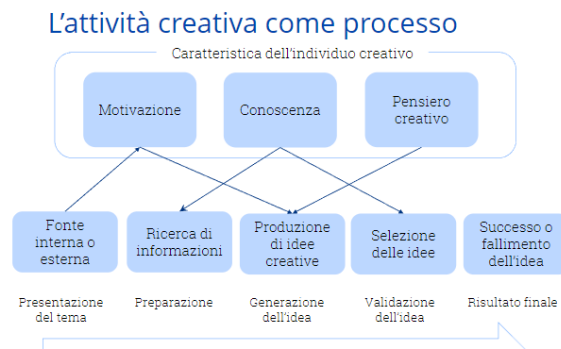 L'attività creativa come processo
Caratteristica dell'individuo creativo
Motivazione
Conoscenza
Pensiero
creativo
Fonte
interna o
esterna
Ricerca di
informazioni
Produzione
di idee
creative
Selezione
delle idee
Successo o
fallimento
dell'idea
Presentazione
del tema
Preparazione
Generazione
dell'idea
Validazione
dell'idea
Risultato finale